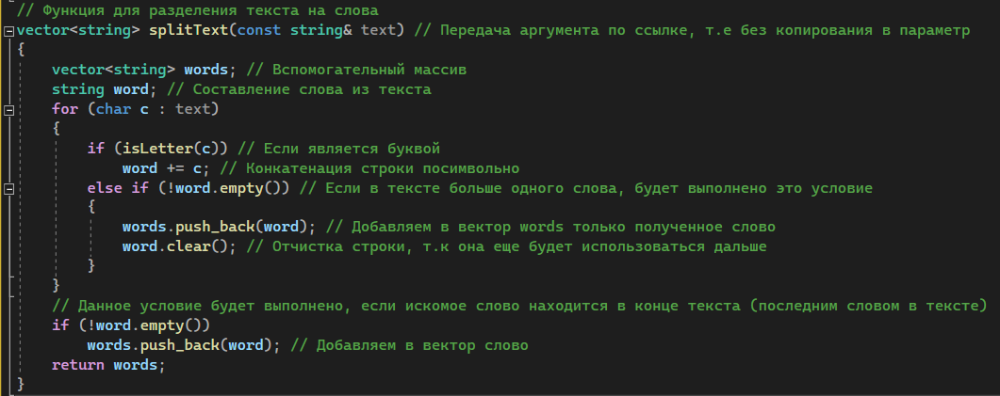 // Функция для разделения текста на слова
vector<string> splitText(const string& text) // Передача аргумента по ссылке, т.е без копирования в параметр
{
    vector<string> words; // Вспомогательный массив
    string word; // Составление слова из текста
    for (char c : text)
    {
        if (isLetter(c)) // Если является буквой
            word += c; // Конкатенация строки посимвольно
        else if (!word.empty()) // Если в тексте больше одного слова, будет выполнено это условие
        {
            words.push_back(word); // Добавляем в вектор words только полученное слово
            word.clear(); // Отчистка строки, т.к она еще будет использоваться дальше
        }
    }
    // Данное условие будет выполнено, если искомое слово находится в конце текста (последним словом в тексте)
    if (!word.empty())
        words.push_back(word); // Добавляем в вектор слово
    return words;
}